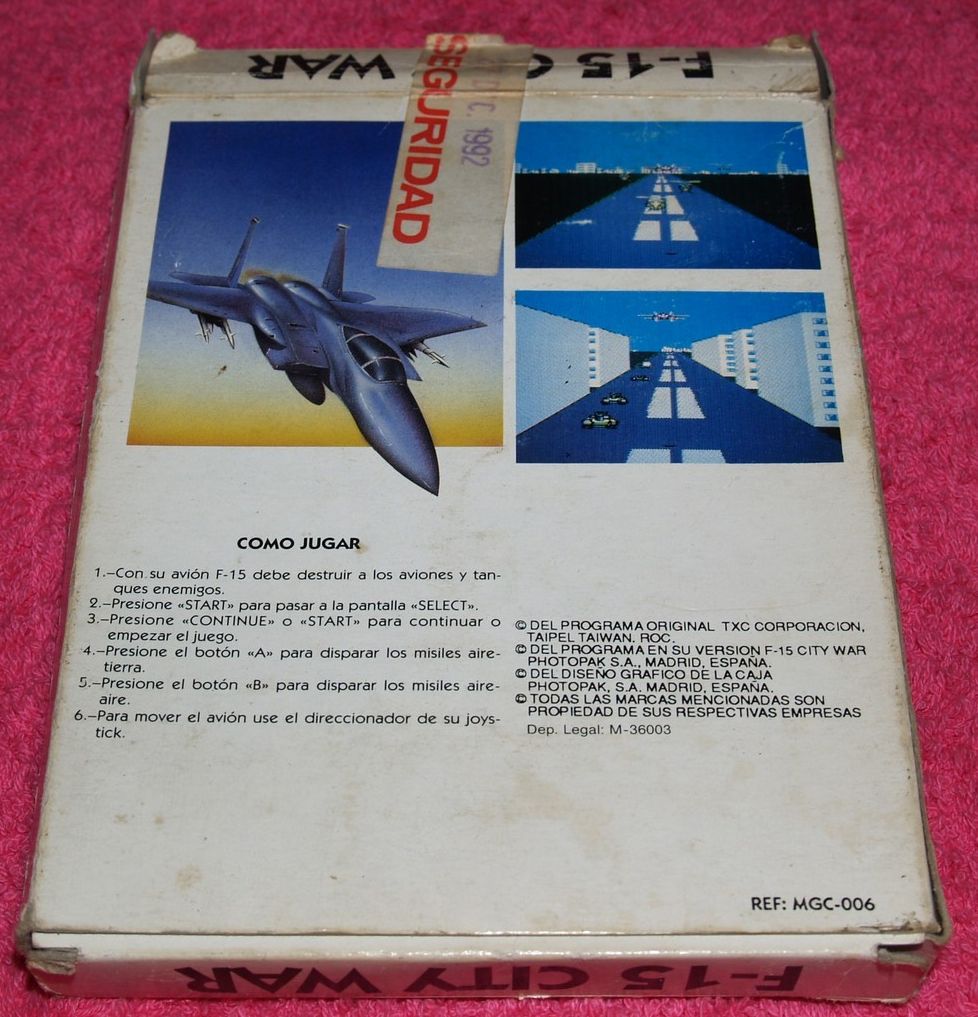 F-15 C WAR
SEGURIDAD
C. 1992
COMO JUGAR
1.–Con su avión F-15 debe destruir a los aviones y tan-
ques enemigos.
2.–Presione «START» para pasar a la pantalla «SELECT».
3.–Presione «CONTINUE» o «START» para continuar o
empezar el juego.
4.–Presione el botón «A» para disparar los misiles aire-
tierra.
5.–Presione el botón «B» para disparar los misiles aire-
aire.
6.–Para mover el avión use el direccionador de su joys-
tick.
© DEL PROGRAMA ORIGINAL TXC CORPORACION,
TAIPEL TAIWAN, ROC.
© DEL PROGRAMA EN SU VERSION F-15 CITY WAR
PHOTOPAK S.A., MADRID, ESPAÑA.
© DEL DISEÑO GRAFICO DE LA CAJA
PHOTOPAK, S.A. MADRID, ESPAÑA.
© TODAS LAS MARCAS MENCIONADAS SON
PROPIEDAD DE SUS RESPECTIVAS EMPRESAS
Dep. Legal: M-36003
REF: MGC-006
F-15 CITY WAR